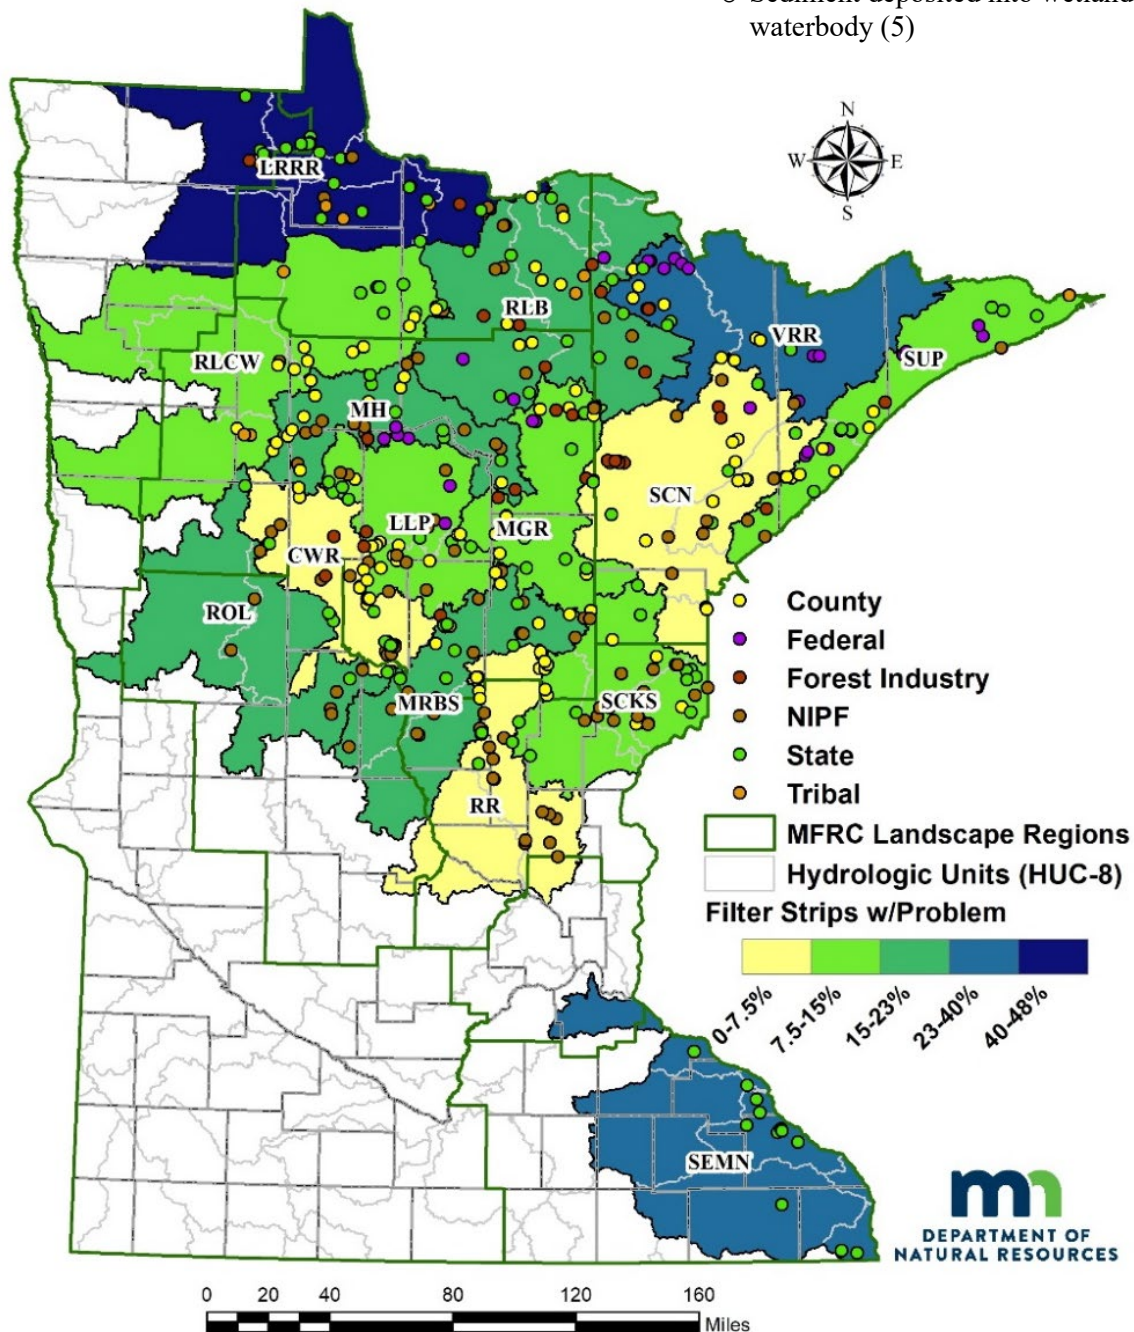 waterbody (5)
N
W E
S
LRRR
RLB
VRR
SUP
RLCW
MH
SCN
LLP
MGR
CWR
ROL
MRBS
SCKS
RR
SEMN
County
Federal
Forest Industry
NIPF
State
Tribal
MFRC Landscape Regions
Hydrologic Units (HUC-8)
Filter Strips w/Problem
0-7.5%
7.5-15%
15-23%
23-40%
40-48%
mn
DEPARTMENT OF
NATURAL RESOURCES
0 20 40 80 120 160
Miles